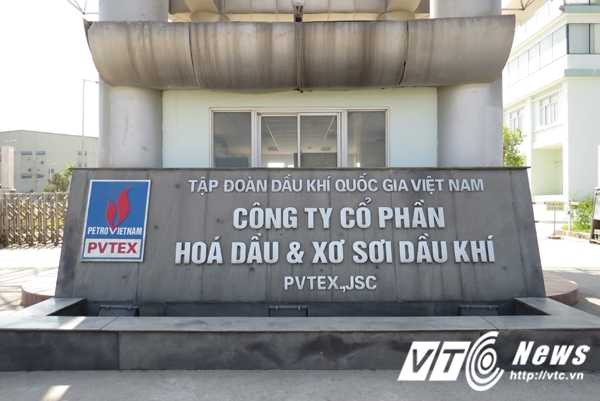 TẬP ĐOÀN DẦU KHÍ QUỐC GIA VIỆT NAM
CÔNG TY CỔ PHẦN
HOÁ DẦU & XƠ SỢI DẦU KHÍ
PVTEX.,JSC
PETROVIETNAM
PVTEX
VTC NEWS
http://vtc.vn